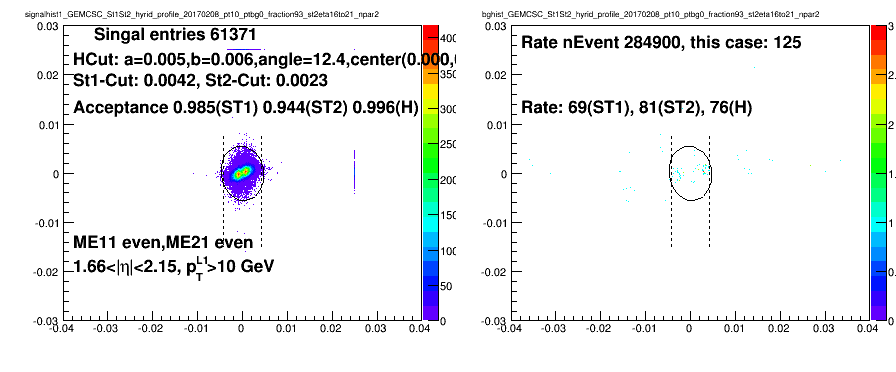 signalhist1_GEMCSC_St1St2_hyrid_profile_20170208_pt10_ptbg0_fraction93_st2eta16to21_npar2
Singal entries 61371
HCut: a=0.005,b=0.006,angle=12.4,center(0.000,0
St1-Cut: 0.0042, St2-Cut: 0.0023
Acceptance 0.985(ST1) 0.944(ST2) 0.996(H)
ME11 even,ME21 even
1.66<|η|<2.15, p_T^L1>10 GeV
0.03
0.02
0.01
0
-0.01
-0.02
-0.03
-0.04 -0.03 -0.02 -0.01 0 0.01 0.02 0.03 0.04
400
350
300
250
200
150
100
50
0
bghist_GEMCSC_St1St2_hyrid_profile_20170208_pt10_ptbg0_fraction93_st2eta16to21_npar2
Rate nEvent 284900, this case: 125
Rate: 69(ST1), 81(ST2), 76(H)
0.03
0.02
0.01
0
-0.01
-0.02
-0.03
-0.04 -0.03 -0.02 -0.01 0 0.01 0.02 0.03 0.04